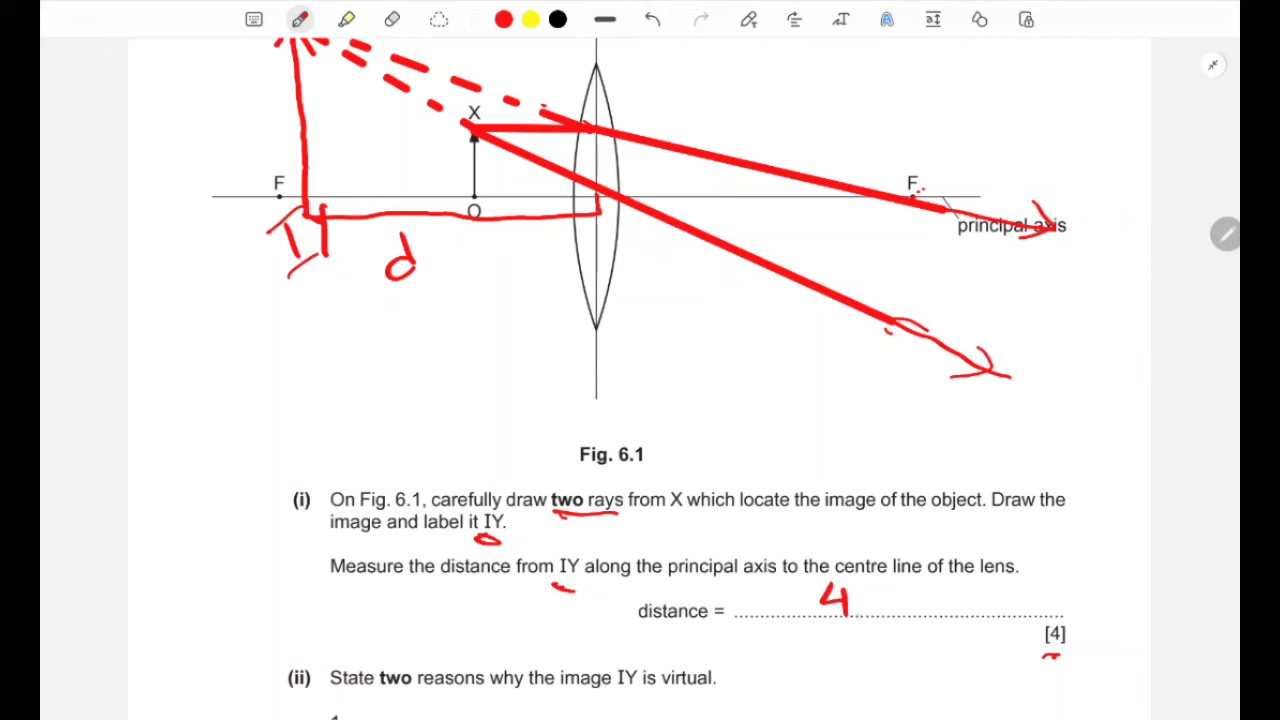 X
F
F
O
principal axis
d
Fig. 6.1
(i) On Fig. 6.1, carefully draw two rays from X which locate the image of the object. Draw the
image and label it IY.
Measure the distance from IY along the principal axis to the centre line of the lens.
distance = ........................................................ 4
[4]
(ii) State two reasons why the image IY is virtual.